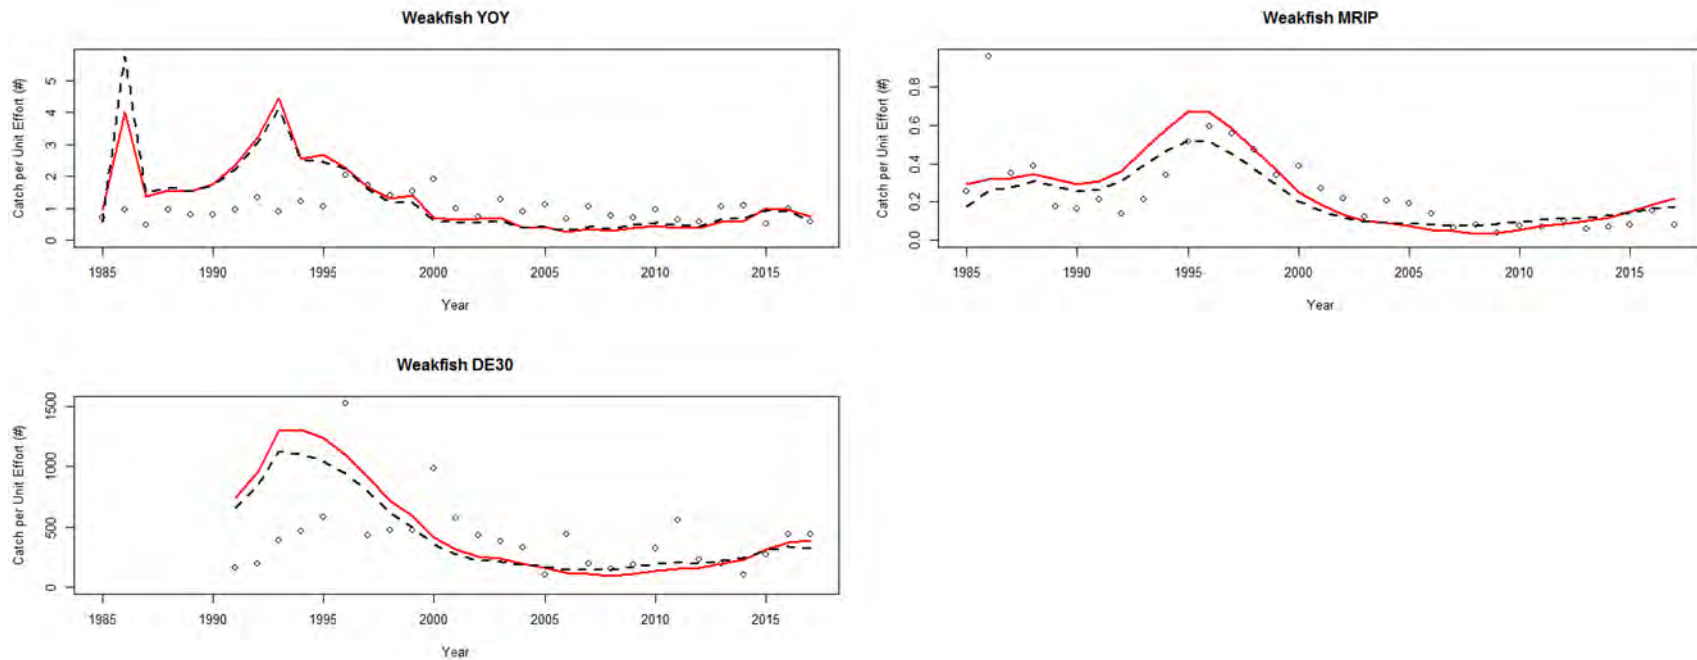 Weakfish YOY
Catch per Unit Effort (#)
0 1 2 3 4 5
1985 1990 1995 2000 2005 2010 2015
Year
Weakfish MRIP
Catch per Unit Effort (#)
0.0 0.2 0.4 0.6 0.8
1985 1990 1995 2000 2005 2010 2015
Year
Weakfish DE30
Catch per Unit Effort (#)
0 500 1000 1500
1985 1990 1995 2000 2005 2010 2015
Year